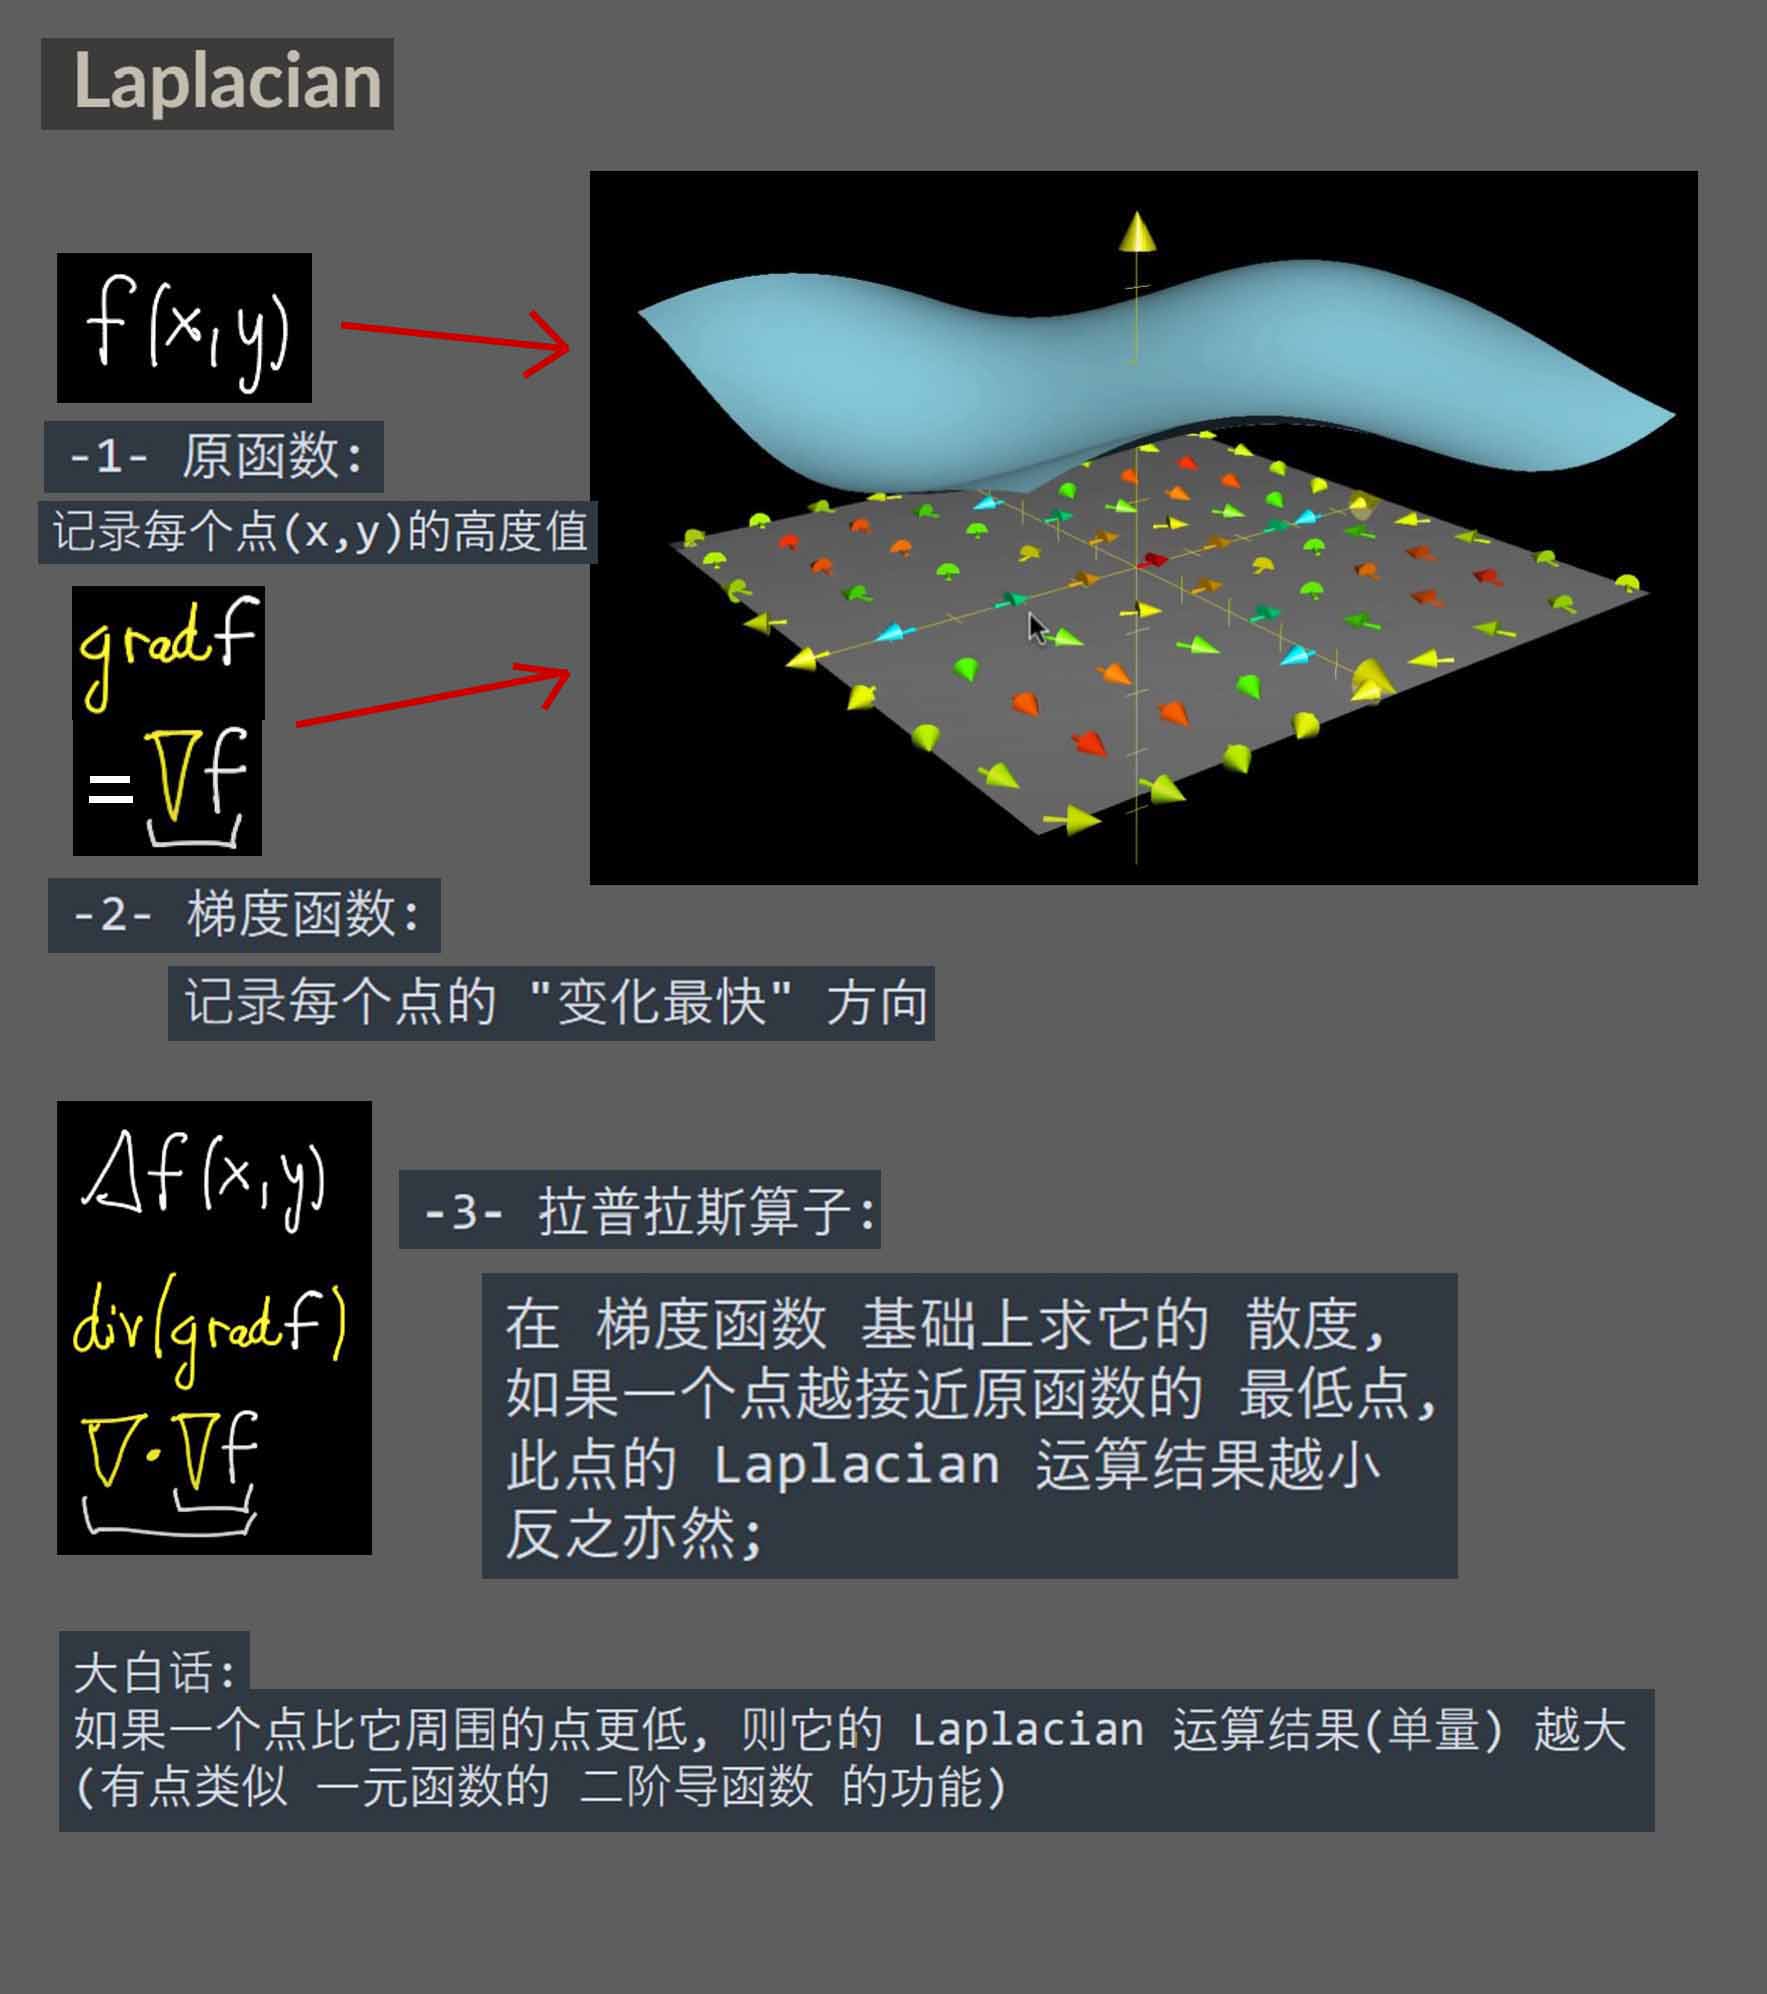 Laplacian
f(x,y)
-1- 原函数:
记录每个点(x,y)的高度值
grad f
= ∇f
-2- 梯度函数:
记录每个点的 "变化最快" 方向
Δf(x,y)
div(grad f)
∇·∇f
-3- 拉普拉斯算子:
在 梯度函数 基础上求它的 散度,
如果一个点越接近原函数的 最低点,
此点的 Laplacian 运算结果越小
反之亦然;
大白话:
如果一个点比它周围的点更低, 则它的 Laplacian 运算结果(单量) 越大
(有点类似 一元函数的 二阶导函数 的功能)